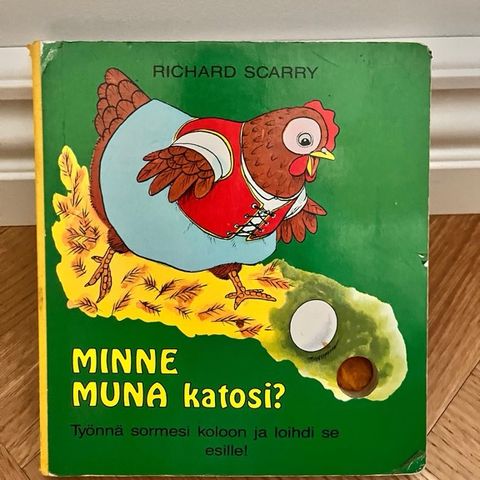 RICHARD SCARRY
MINNE
MUNA katosi?
Työnnä sormesi koloon ja loihdi se
esille!